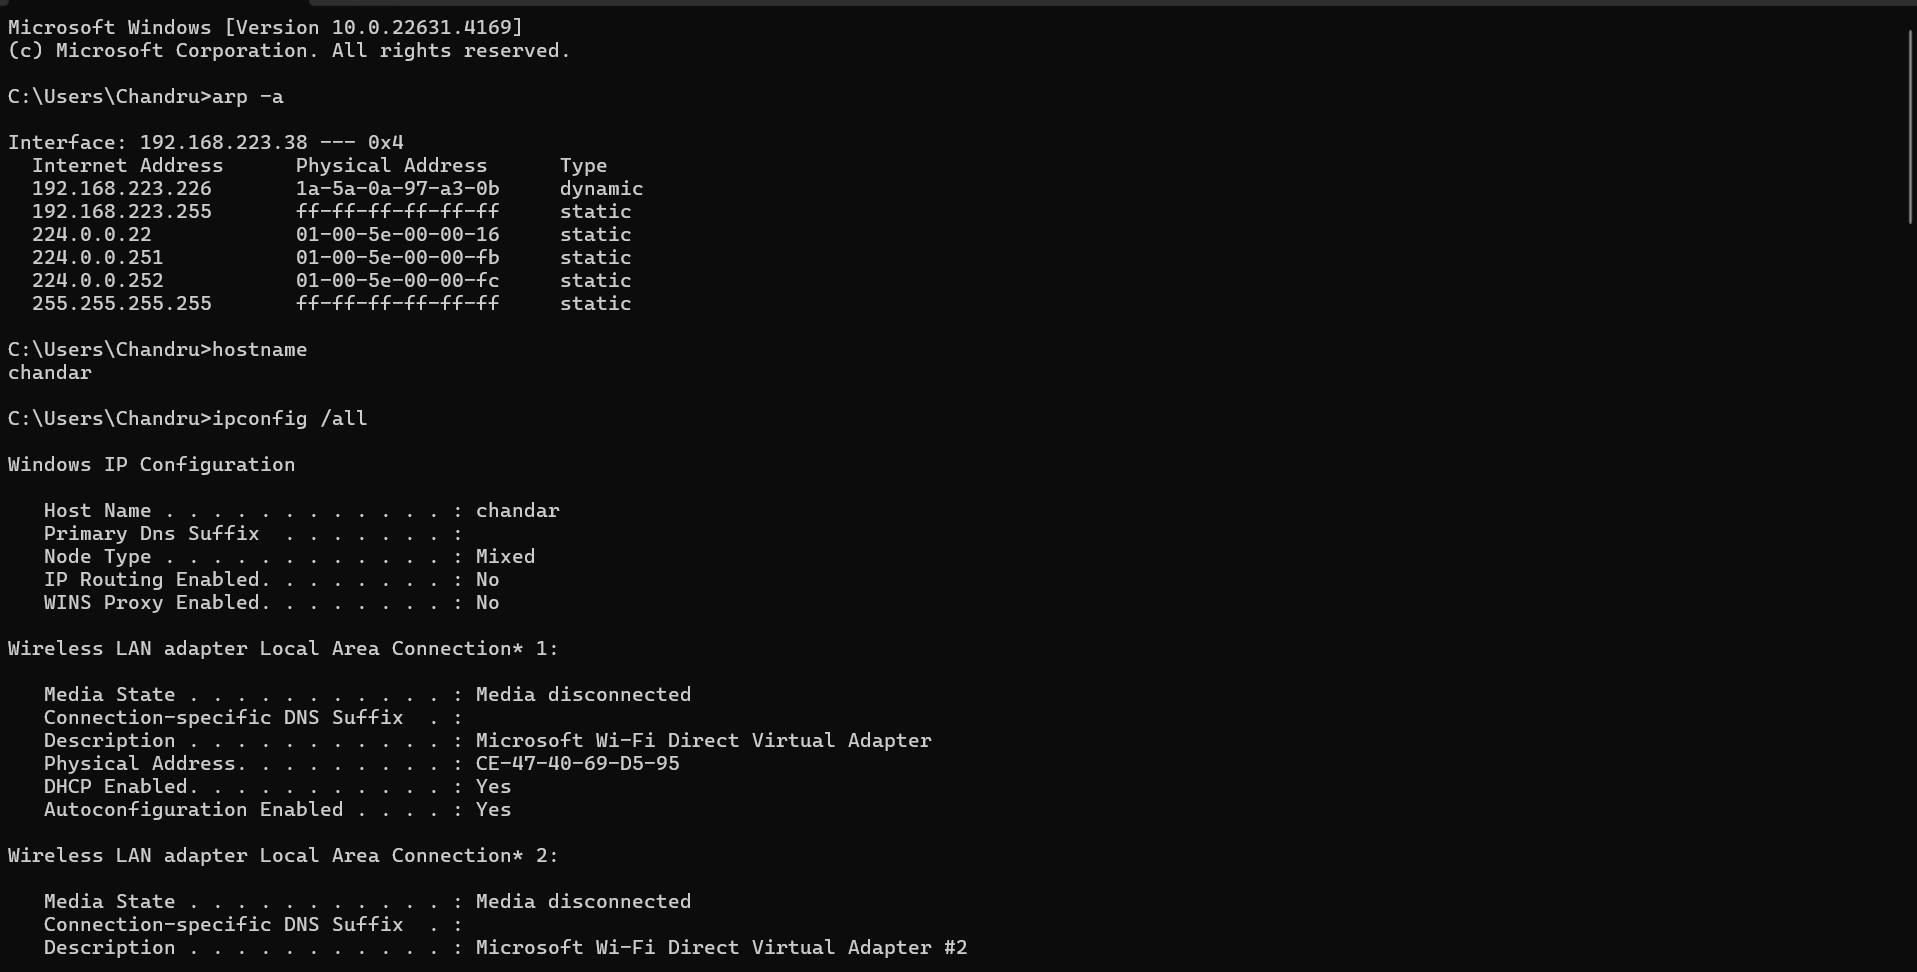 Microsoft Windows [Version 10.0.22631.4169]
(c) Microsoft Corporation. All rights reserved.
C:\Users\Chandru>arp -a
Interface: 192.168.223.38 --- 0x4
  Internet Address      Physical Address      Type
  192.168.223.226       1a-5a-0a-97-a3-0b     dynamic
  192.168.223.255       ff-ff-ff-ff-ff-ff     static
  224.0.0.22            01-00-5e-00-00-16     static
  224.0.0.251           01-00-5e-00-00-fb     static
  224.0.0.252           01-00-5e-00-00-fc     static
  255.255.255.255       ff-ff-ff-ff-ff-ff     static
C:\Users\Chandru>hostname
chandar
C:\Users\Chandru>ipconfig /all
Windows IP Configuration
   Host Name . . . . . . . . . . . . : chandar
   Primary Dns Suffix  . . . . . . . :
   Node Type . . . . . . . . . . . . : Mixed
   IP Routing Enabled. . . . . . . . : No
   WINS Proxy Enabled. . . . . . . . : No
Wireless LAN adapter Local Area Connection* 1:
   Media State . . . . . . . . . . . : Media disconnected
   Connection-specific DNS Suffix  . :
   Description . . . . . . . . . . . : Microsoft Wi-Fi Direct Virtual Adapter
   Physical Address. . . . . . . . . : CE-47-40-69-D5-95
   DHCP Enabled. . . . . . . . . . . : Yes
   Autoconfiguration Enabled . . . . : Yes
Wireless LAN adapter Local Area Connection* 2:
   Media State . . . . . . . . . . . : Media disconnected
   Connection-specific DNS Suffix  . :
   Description . . . . . . . . . . . : Microsoft Wi-Fi Direct Virtual Adapter #2